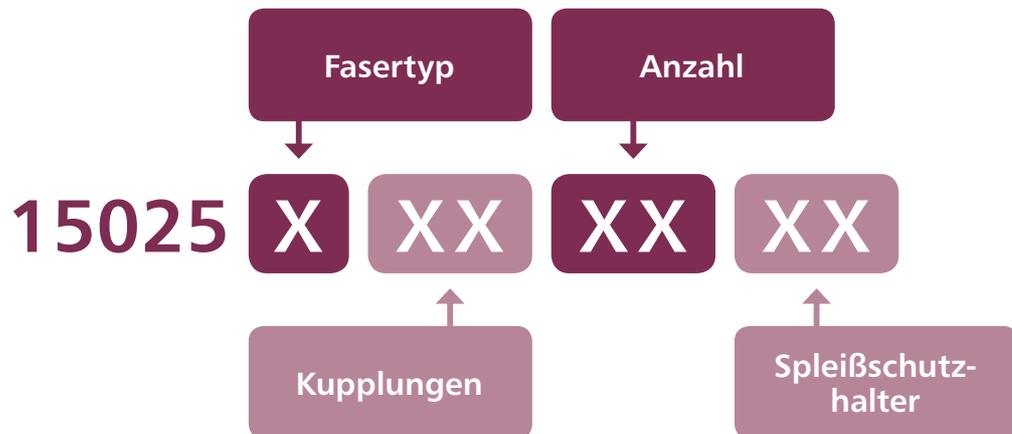 Fasertyp Anzahl
15025 X XX XX XX
Kupplungen
Spleißschutz-
halter